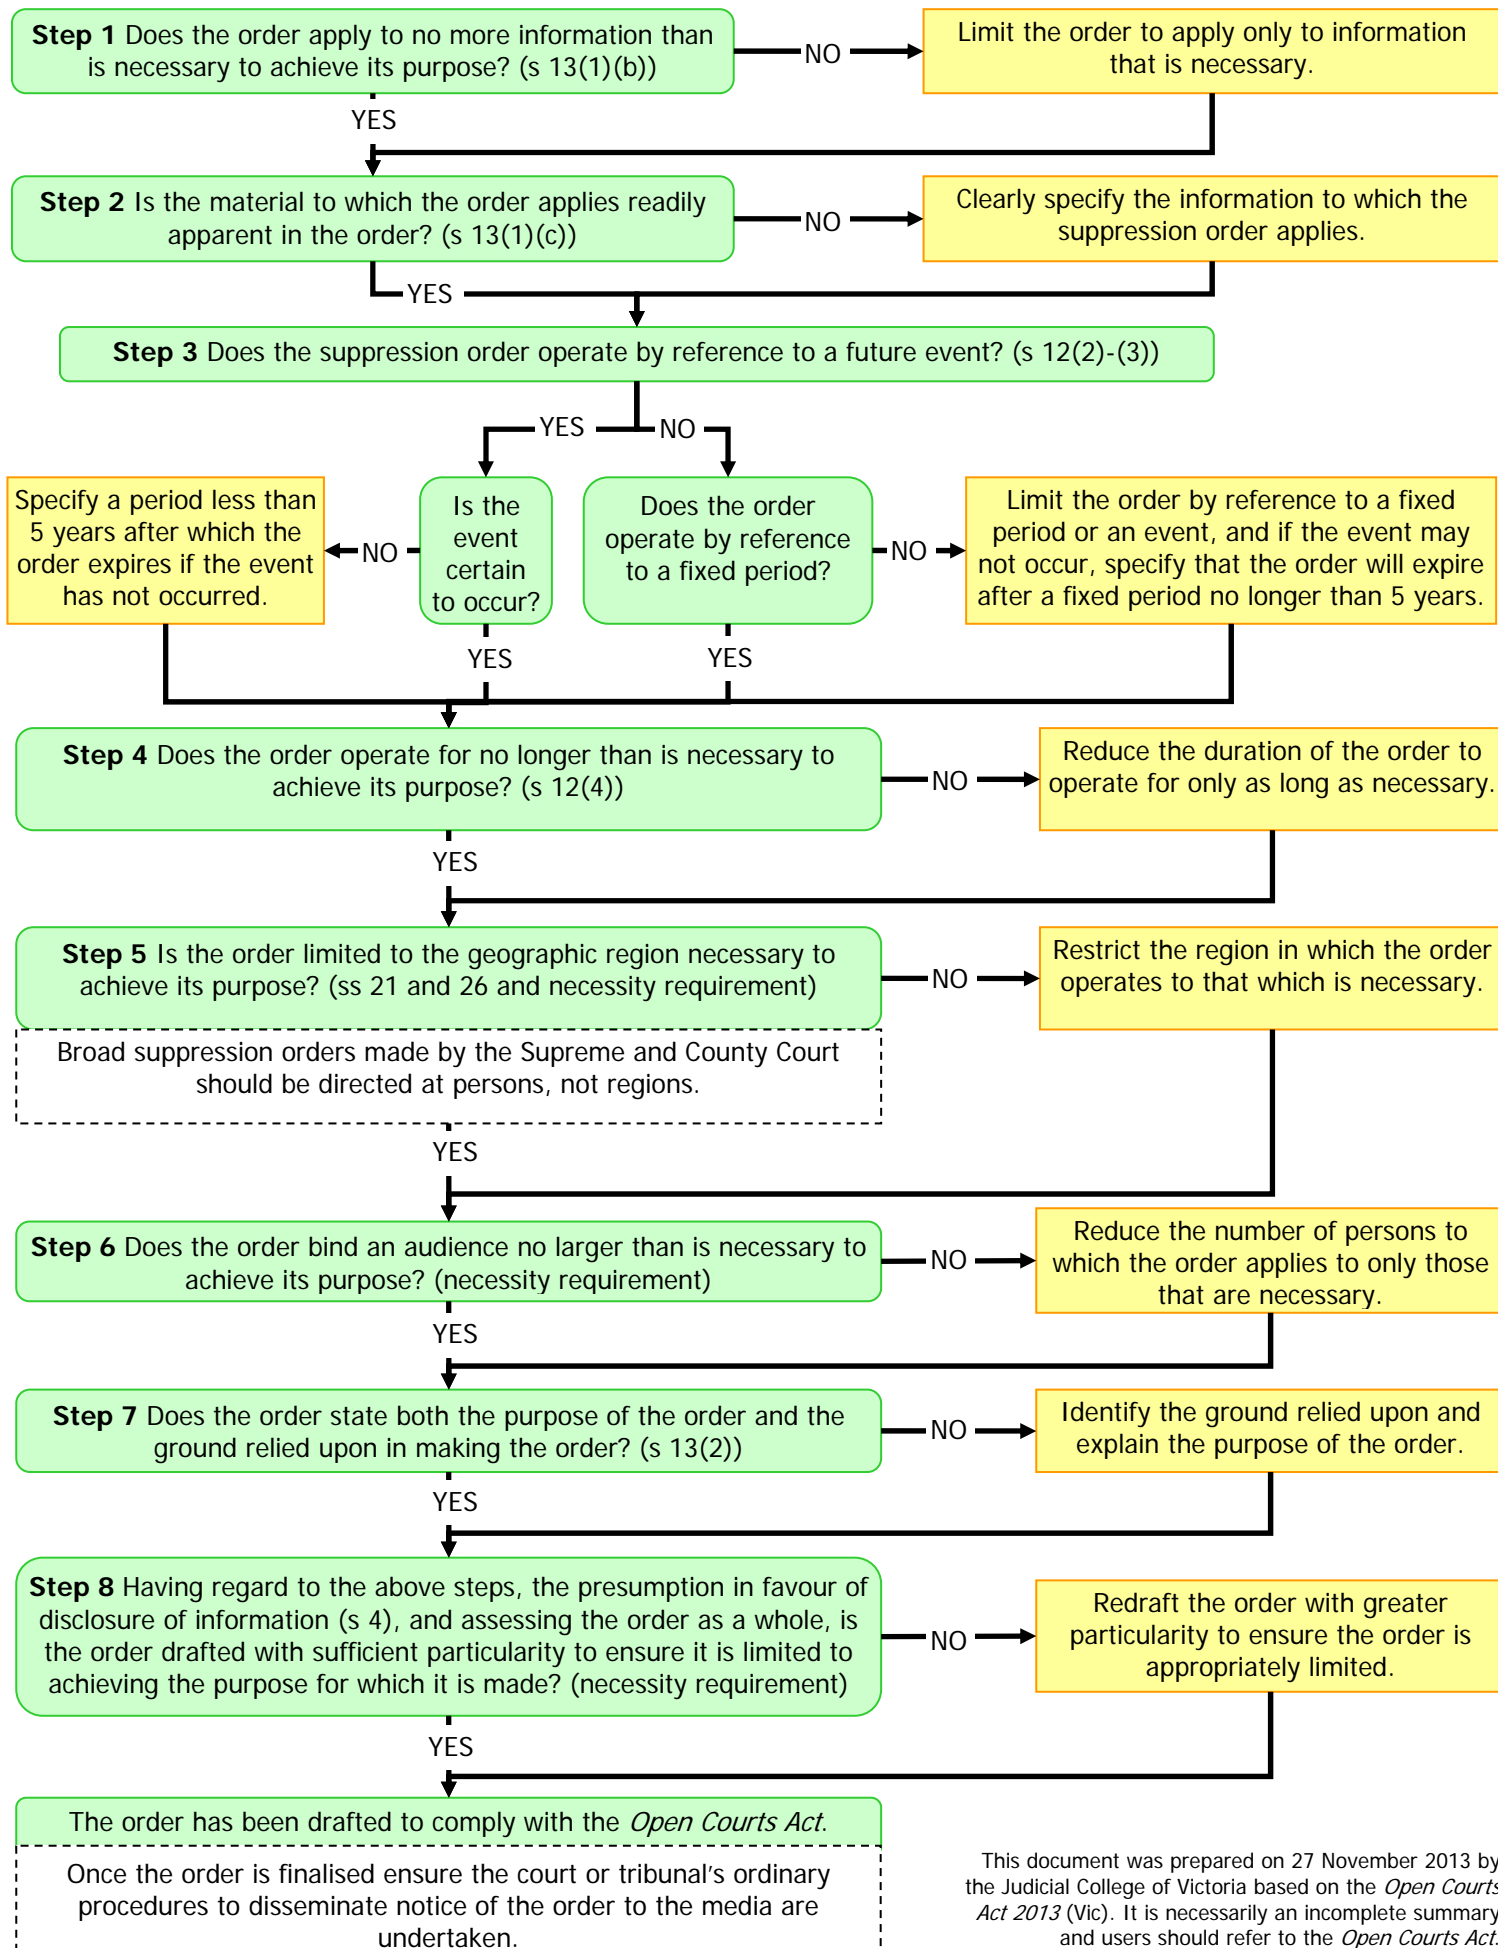 Step 1 Does the order apply to no more information than
is necessary to achieve its purpose? (s 13(1)(b))
NO
Limit the order to apply only to information
that is necessary.
YES
Step 2 Is the material to which the order applies readily
apparent in the order? (s 13(1)(c))
NO
Clearly specify the information to which the
suppression order applies.
YES
Step 3 Does the suppression order operate by reference to a future event? (s 12(2)-(3))
YES
NO
Specify a period less than
5 years after which the
order expires if the event
has not occurred.
NO
Is the
event
certain
to occur?
Does the order
operate by reference
to a fixed period?
NO
Limit the order by reference to a fixed
period or an event, and if the event may
not occur, specify that the order will expire
after a fixed period no longer than 5 years.
YES
YES
Step 4 Does the order operate for no longer than is necessary to
achieve its purpose? (s 12(4))
NO
Reduce the duration of the order to
operate for only as long as necessary.
YES
Step 5 Is the order limited to the geographic region necessary to
achieve its purpose? (ss 21 and 26 and necessity requirement)
NO
Restrict the region in which the order
operates to that which is necessary.
Broad suppression orders made by the Supreme and County Court
should be directed at persons, not regions.
YES
Step 6 Does the order bind an audience no larger than is necessary to
achieve its purpose? (necessity requirement)
NO
Reduce the number of persons to
which the order applies to only those
that are necessary.
YES
Step 7 Does the order state both the purpose of the order and the
ground relied upon in making the order? (s 13(2))
NO
Identify the ground relied upon and
explain the purpose of the order.
YES
Step 8 Having regard to the above steps, the presumption in favour of
disclosure of information (s 4), and assessing the order as a whole, is
the order drafted with sufficient particularity to ensure it is limited to
achieving the purpose for which it is made? (necessity requirement)
NO
Redraft the order with greater
particularity to ensure the order is
appropriately limited.
YES
The order has been drafted to comply with the Open Courts Act.
Once the order is finalised ensure the court or tribunal's ordinary
procedures to disseminate notice of the order to the media are
undertaken.
This document was prepared on 27 November 2013 by
the Judicial College of Victoria based on the Open Courts
Act 2013 (Vic). It is necessarily an incomplete summary
and users should refer to the Open Courts Act.